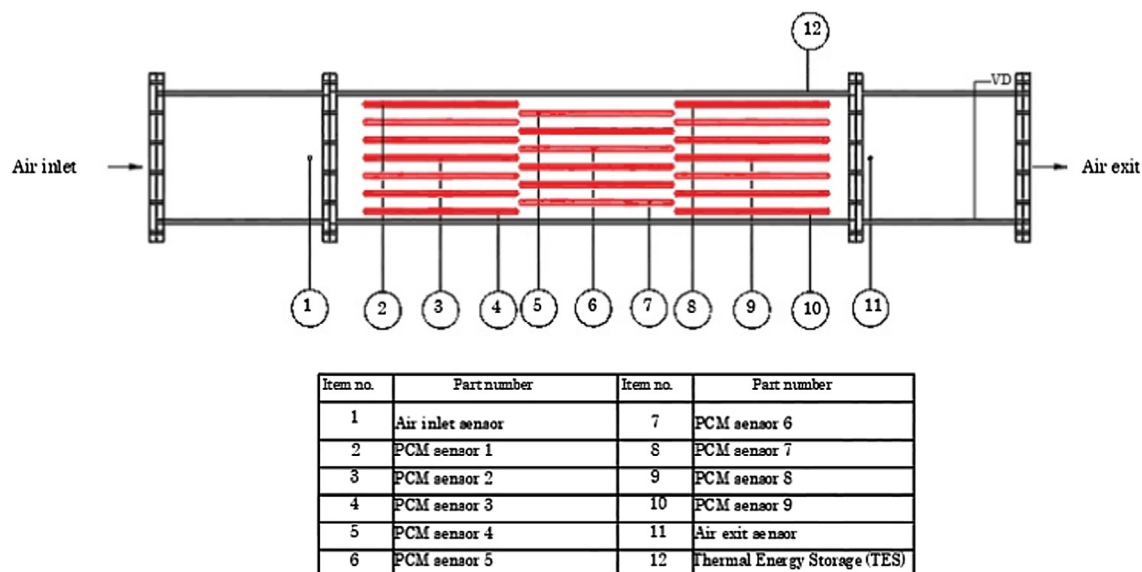 12
VD
Air inlet
Air exit
1 2 3 4 5 6 7 8 9 10 11
Item no. Part number Item no. Part number
1 Air inlet sensor 7 PCM sensor 6
2 PCM sensor 1 8 PCM sensor 7
3 PCM sensor 2 9 PCM sensor 8
4 PCM sensor 3 10 PCM sensor 9
5 PCM sensor 4 11 Air exit sensor
6 PCM sensor 5 12 Thermal Energy Storage (TES)